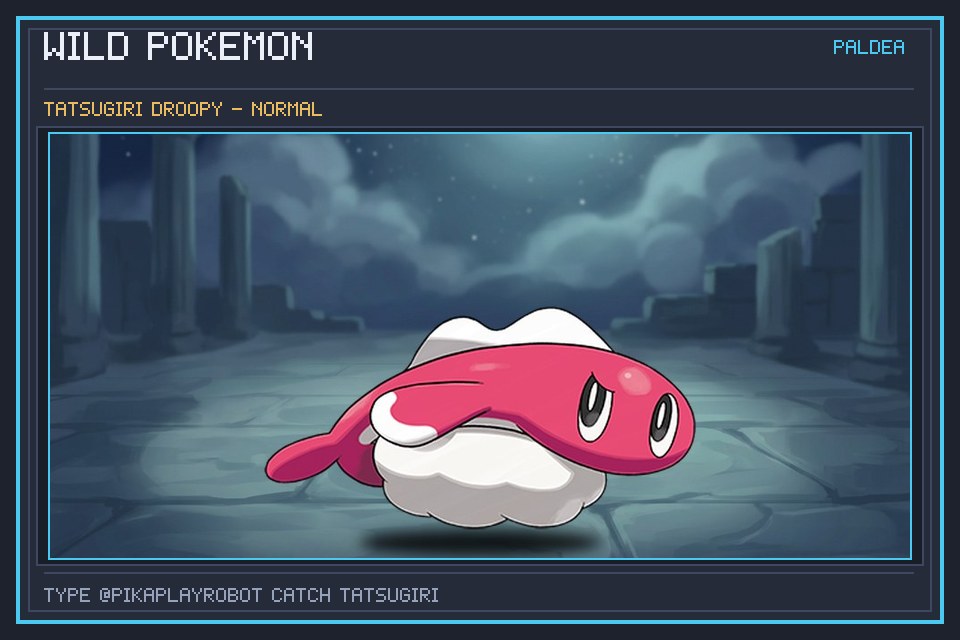 WILD POKEMON
PALDEA
TATSUGIRI DROOPY - NORMAL
TYPE @PIKAPLAYROBOT CATCH TATSUGIRI